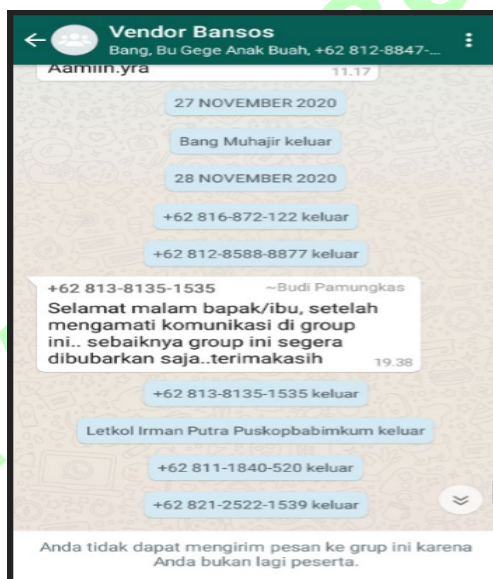 Vendor Bansos
Bang, Bu Gege Anak Buah, +62 812-8847-...
Aamiin.yra
11.17
27 NOVEMBER 2020
Bang Muhajir keluar
28 NOVEMBER 2020
+62 816-872-122 keluar
+62 812-8588-8877 keluar
+62 813-8135-1535 ~Budi Pamungkas
Selamat malam bapak/ibu, setelah
mengamati komunikasi di group
ini.. sebaiknya group ini segera
dibubarkan saja..terimakasih 19.38
+62 813-8135-1535 keluar
Letkol Irman Putra Puskopbabimkum keluar
+62 811-1840-520 keluar
+62 821-2522-1539 keluar
Anda tidak dapat mengirim pesan ke grup ini karena
Anda bukan lagi peserta.